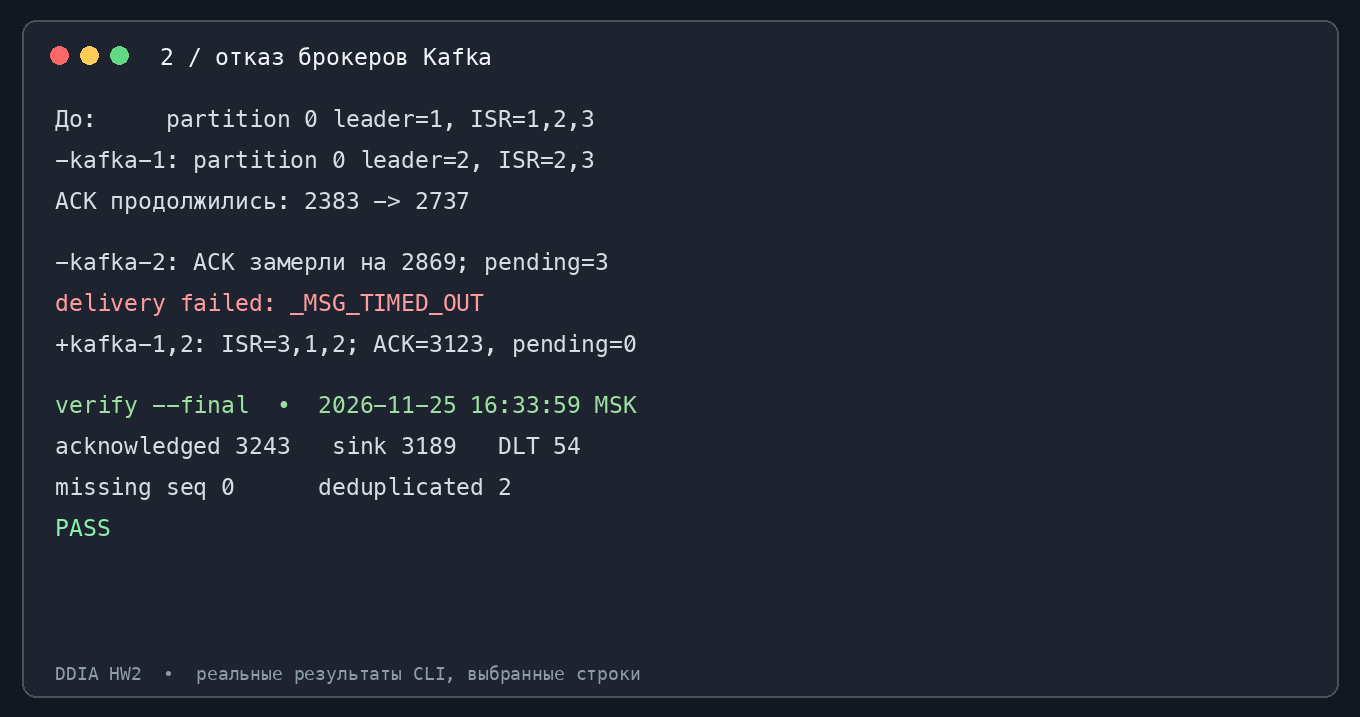 2 / отказ брокеров Kafka
До:     partition 0 leader=1, ISR=1,2,3
−kafka−1: partition 0 leader=2, ISR=2,3
ACK продолжились: 2383 −> 2737
−kafka−2: ACK замерли на 2869; pending=3
delivery failed: _MSG_TIMED_OUT
+kafka−1,2: ISR=3,1,2; ACK=3123, pending=0
verify −−final  •  2026−11−25 16:33:59 MSK
acknowledged 3243   sink 3189   DLT 54
missing seq 0      deduplicated 2
PASS
DDIA HW2  •  реальные результаты CLI, выбранные строки